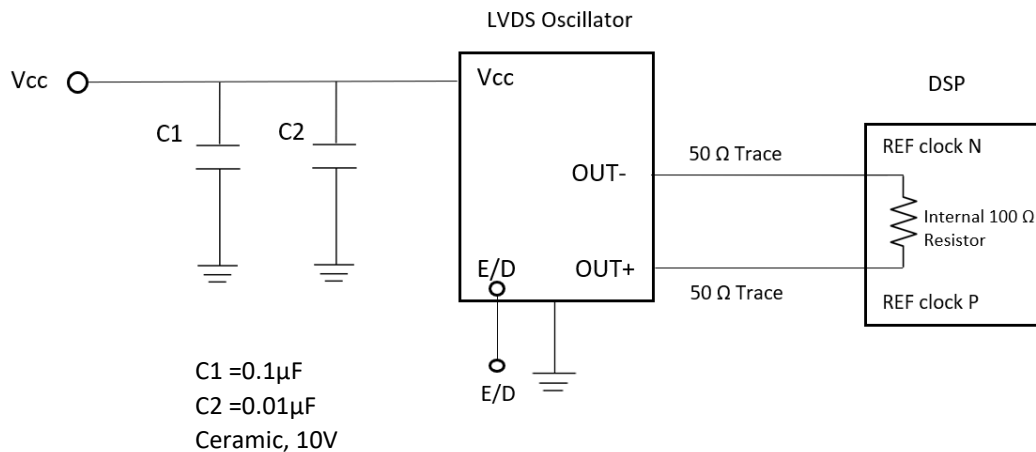 LVDS Oscillator
Vcc
Vcc
DSP
C1
C2
50 Ω Trace
REF clock N
OUT-
Internal 100 Ω
Resistor
E/D
OUT+
50 Ω Trace
REF clock P
E/D
C1 =0.1µF
C2 =0.01µF
Ceramic, 10V